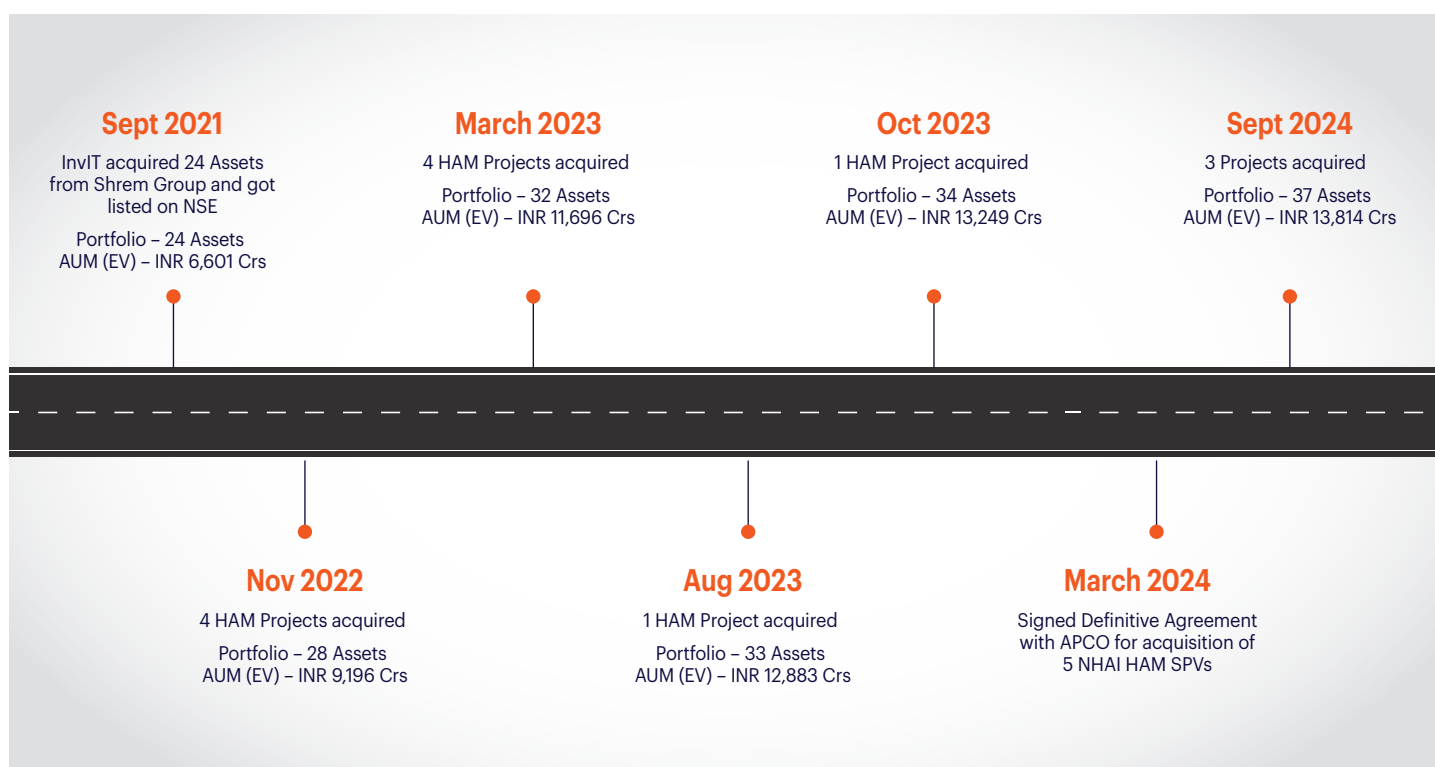 Sept 2021
InvIT acquired 24 Assets
from Shrem Group and got
listed on NSE
Portfolio – 24 Assets
AUM (EV) – INR 6,601 Crs
March 2023
4 HAM Projects acquired
Portfolio – 32 Assets
AUM (EV) – INR 11,696 Crs
Oct 2023
1 HAM Project acquired
Portfolio – 34 Assets
AUM (EV) – INR 13,249 Crs
Sept 2024
3 Projects acquired
Portfolio – 37 Assets
AUM (EV) – INR 13,814 Crs
Nov 2022
4 HAM Projects acquired
Portfolio – 28 Assets
AUM (EV) – INR 9,196 Crs
Aug 2023
1 HAM Project acquired
Portfolio – 33 Assets
AUM (EV) – INR 12,883 Crs
March 2024
Signed Definitive Agreement
with APCO for acquisition of
5 NHAI HAM SPVs